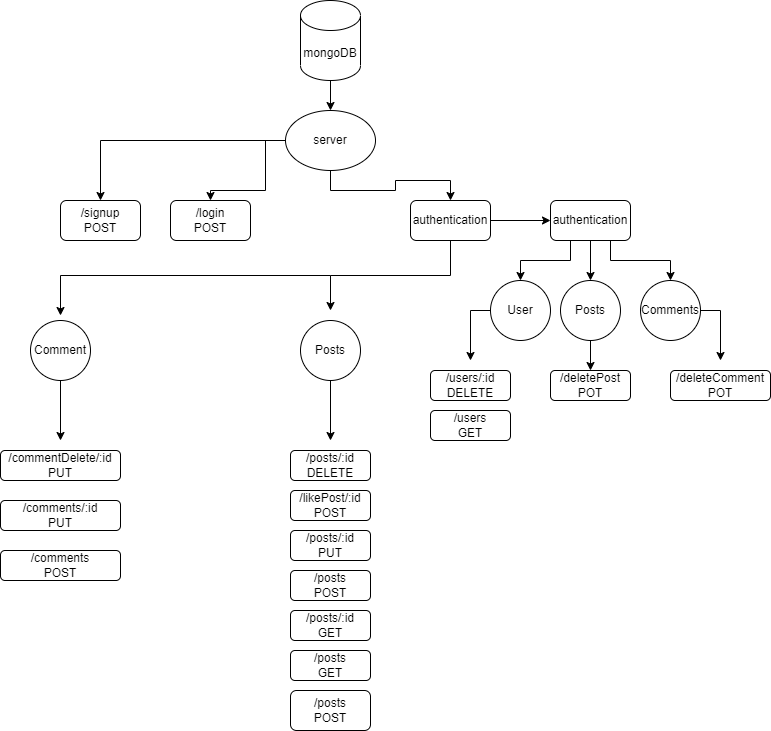 mongoDB
server
/signup
POST
/login
POST
authentication
authentication
User
Posts
Comments
Comment
Posts
/users/:id
DELETE
/deletePost
POT
/deleteComment
POT
/users
GET
/commentDelete/:id
PUT
/comments/:id
PUT
/comments
POST
/posts/:id
DELETE
/likePost/:id
POST
/posts/:id
PUT
/posts
POST
/posts/:id
GET
/posts
GET
/posts
POST